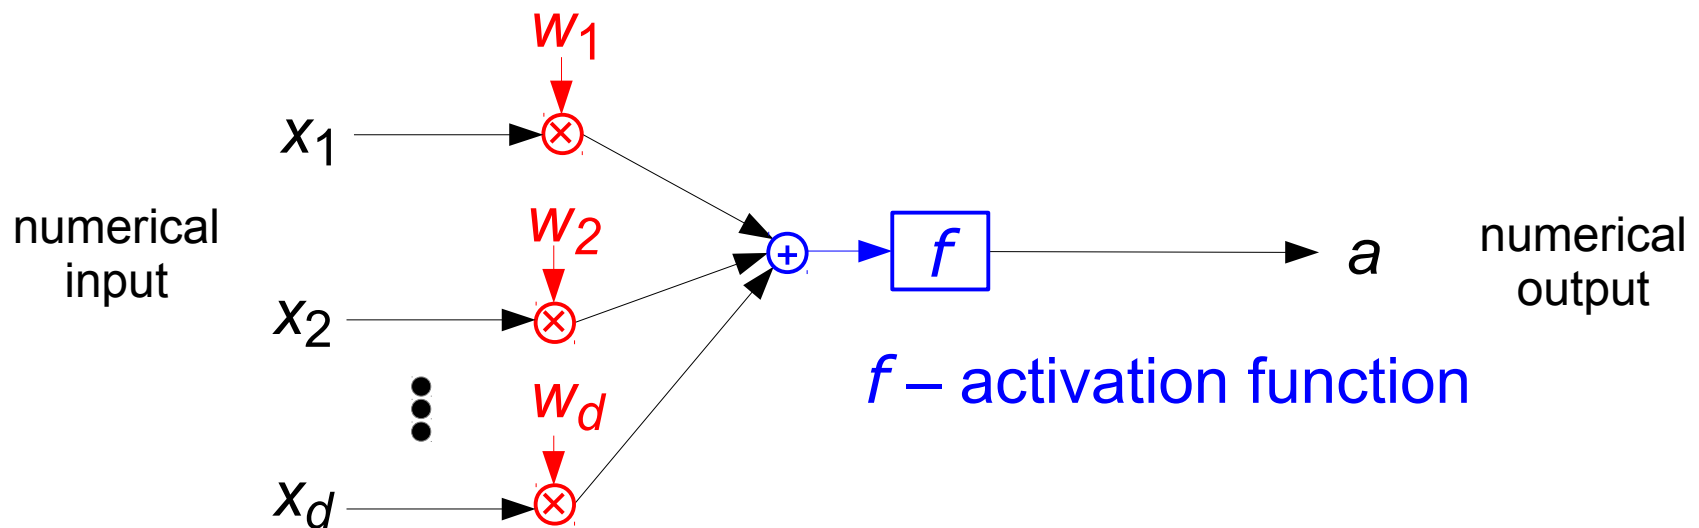 w1
x1
numerical
input
w2
+
f
a
numerical
output
x2
f – activation function
wd
xd